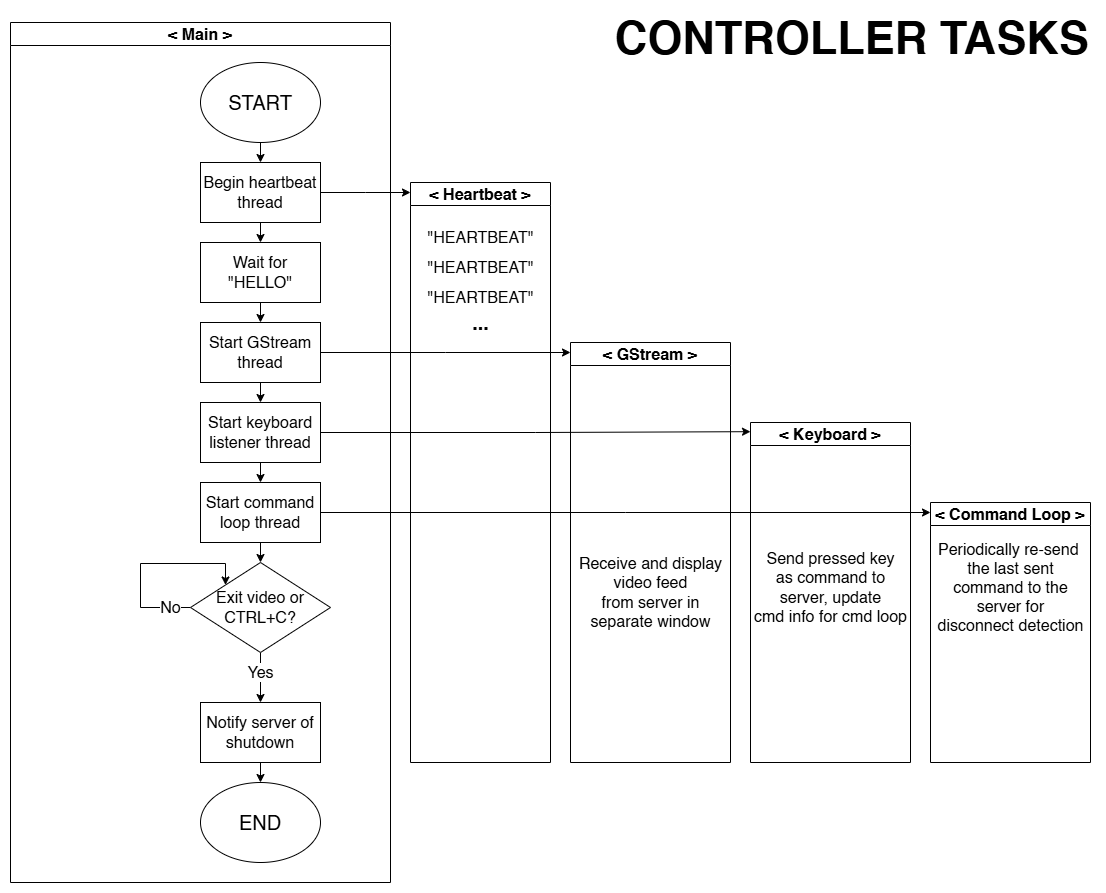 CONTROLLER TASKS
< Main >
START
Begin heartbeat
thread
Wait for
"HELLO"
Start GStream
thread
Start keyboard
listener thread
Start command
loop thread
Exit video or
CTRL+C?
No
Yes
Notify server of
shutdown
END
< Heartbeat >
"HEARTBEAT"
"HEARTBEAT"
"HEARTBEAT"
...
< GStream >
Receive and display
video feed
from server in
separate window
< Keyboard >
Send pressed key
as command to
server, update
cmd info for cmd loop
< Command Loop >
Periodically re-send
the last sent
command to the
server for
disconnect detection